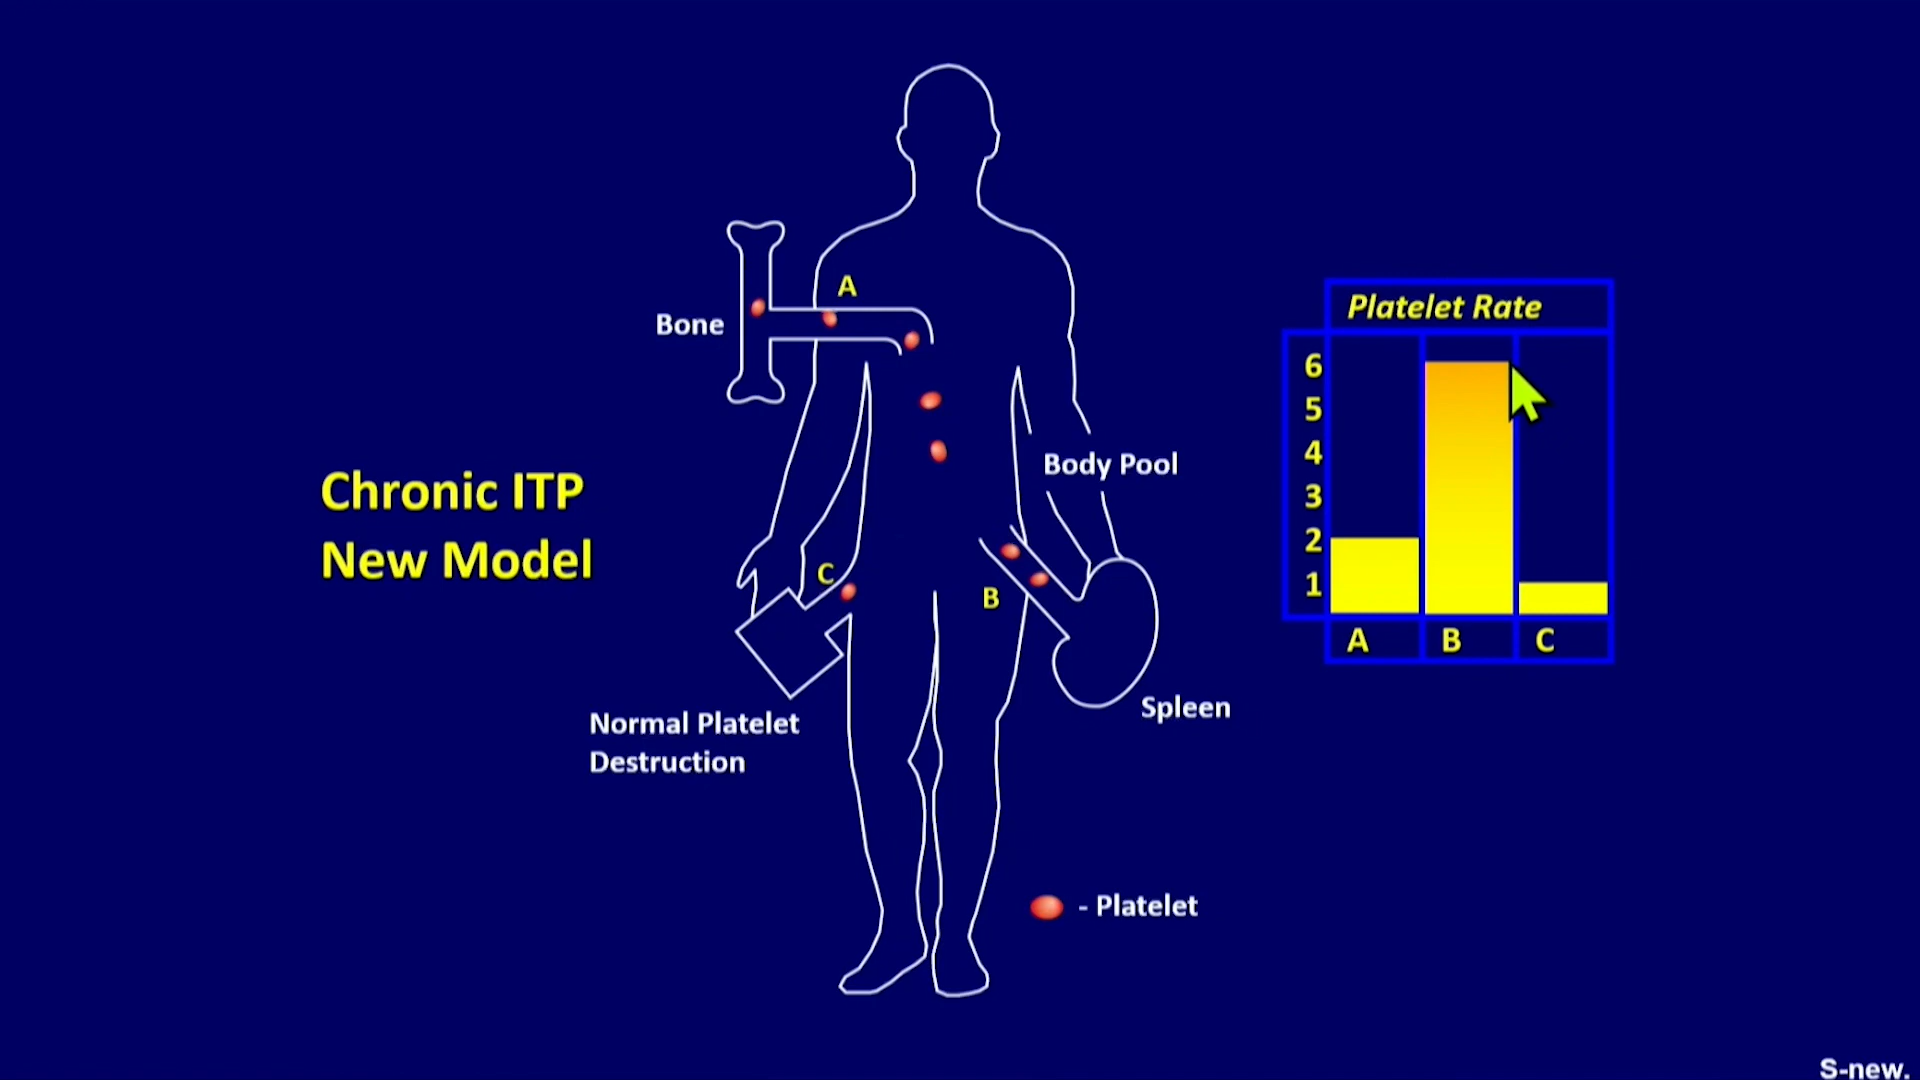 A
Bone
Chronic ITP
New Model
Body Pool
C
B
Normal Platelet
Destruction
Spleen
- Platelet
Platelet Rate
6
5
4
3
2
1
A B C
S-new.